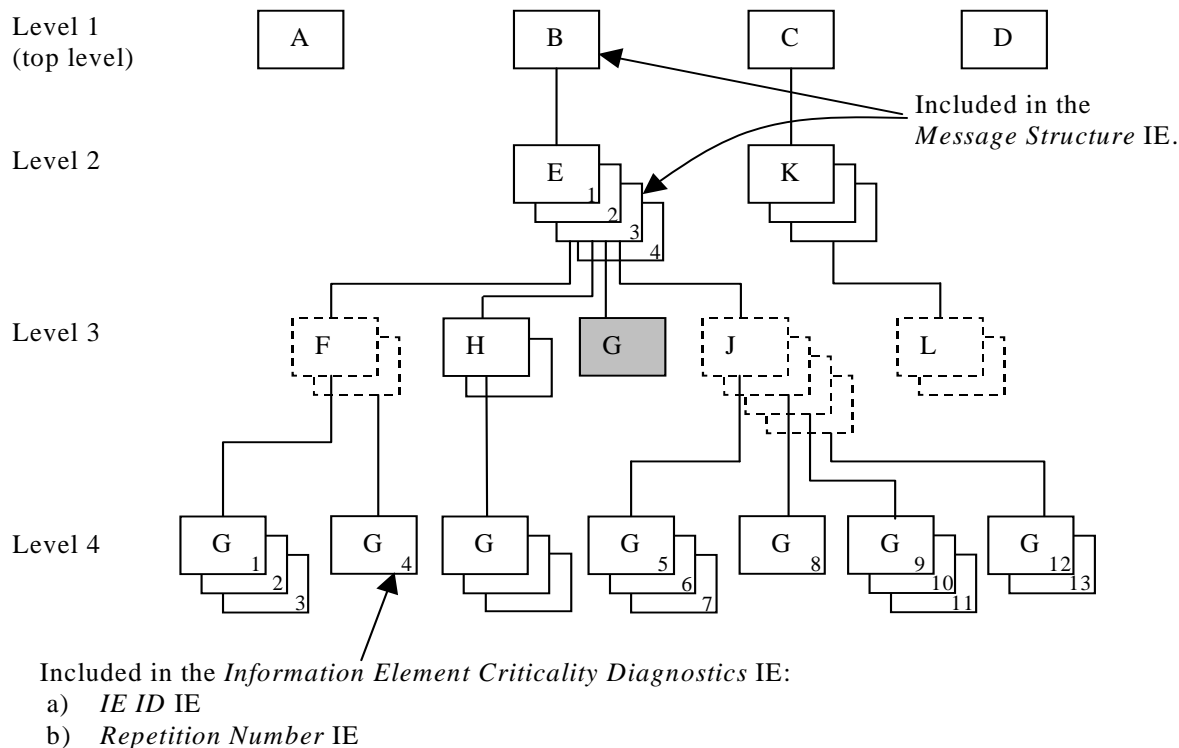 Level 1
(top level)
A
B
C
D
Included in the
Message Structure IE.
Level 2
E
1
2
3
4
K
Level 3
F
H
G
J
L
Level 4
G
1
2
3
G
4
G
G
5
6
7
G
8
G
9
10
11
G
12
13
Included in the Information Element Criticality Diagnostics IE:
a) IE ID IE
b) Repetition Number IE